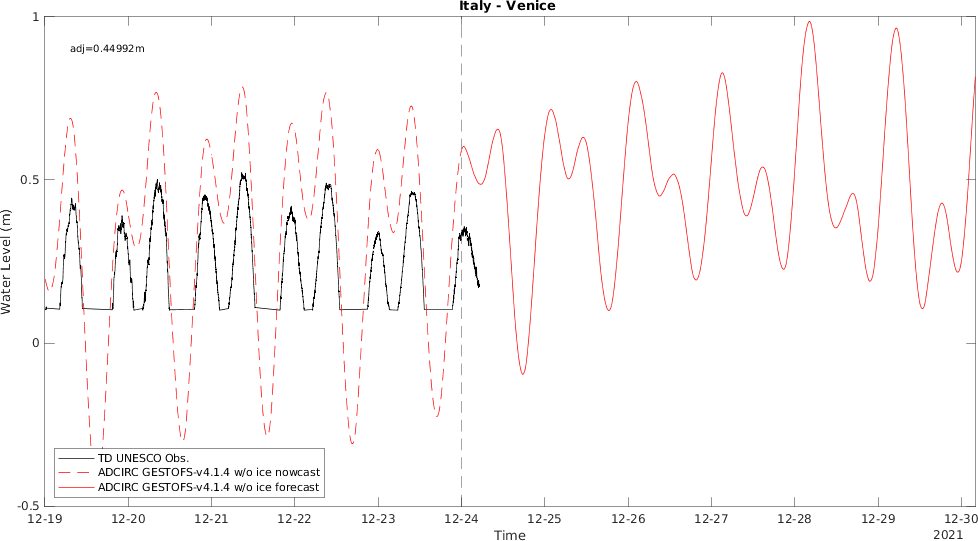 Italy - Venice
adj=0.44992m
1
0.5
0
-0.5
Water Level (m)
TD UNESCO Obs.
ADCIRC GESTOFS-v4.1.4 w/o ice nowcast
ADCIRC GESTOFS-v4.1.4 w/o ice forecast
12-19 12-20 12-21 12-22 12-23 12-24 12-25 12-26 12-27 12-28 12-29 12-30
Time
2021